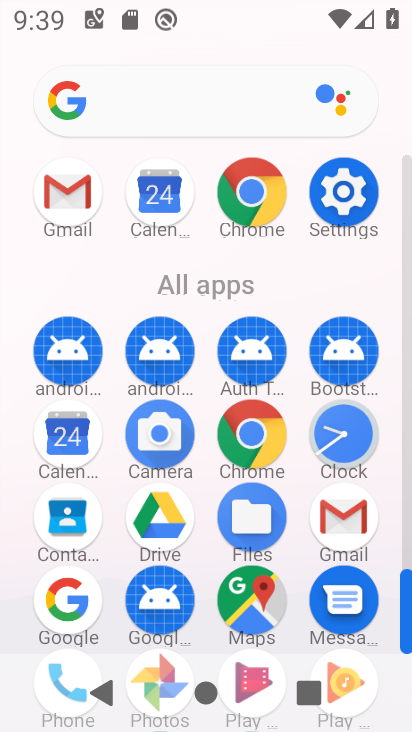 9:39
Gmail Calen... Chrome Settings
All apps
androi... androi... Auth T... Bootst...
Calen... Camera Chrome Clock
Conta... Drive Files Gmail
Google Googl... Maps Messa...
Phone Photos Play ... Play ...